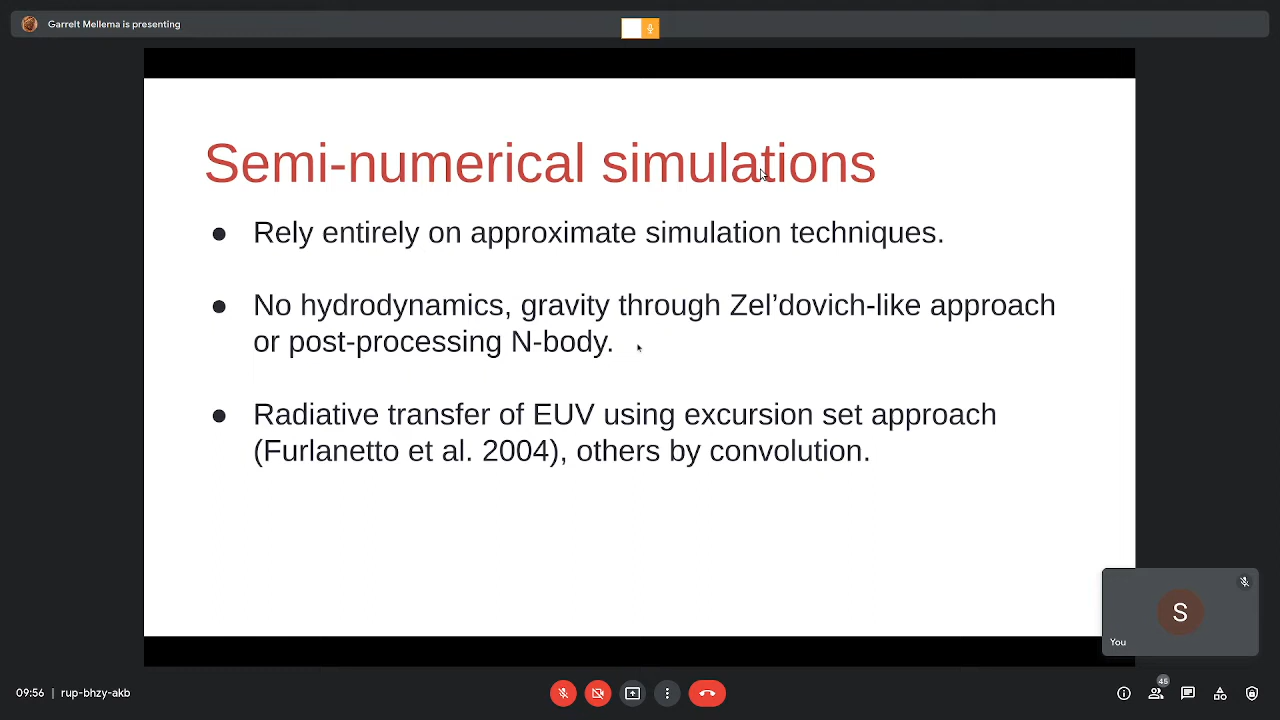 Garrelt Mellema is presenting
Semi-numerical simulations
● Rely entirely on approximate simulation techniques.
● No hydrodynamics, gravity through Zel’dovich-like approach
or post-processing N-body.
● Radiative transfer of EUV using excursion set approach
(Furlanetto et al. 2004), others by convolution.
S
You
09:56 | rup-bhzy-akb
45